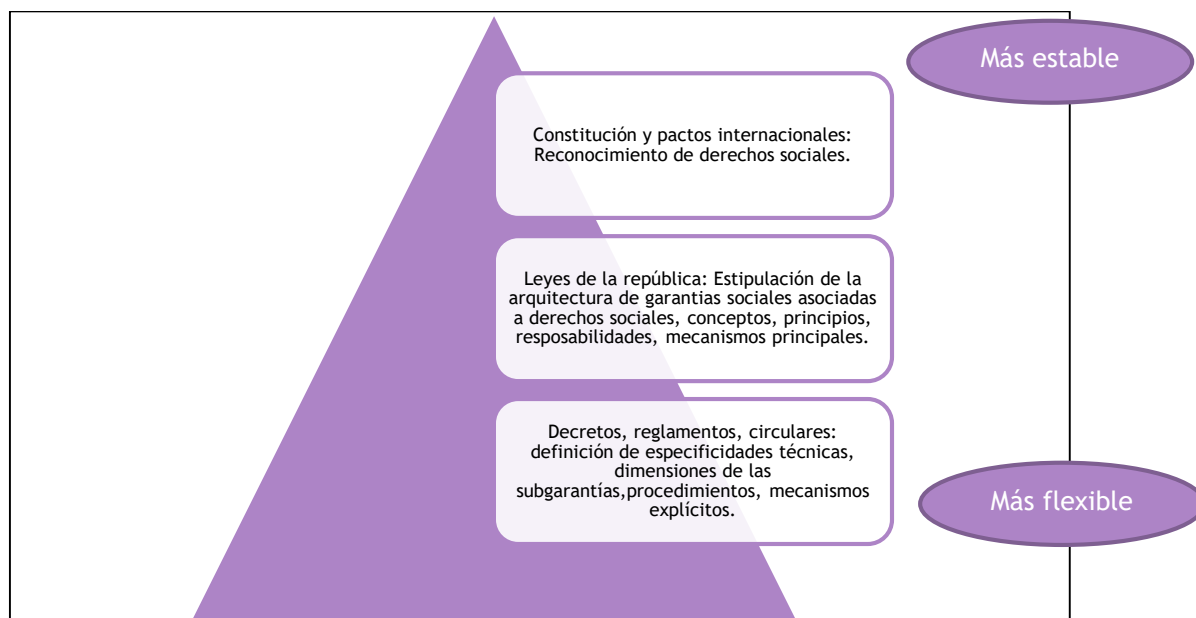 Más estable
Constitución y pactos internacionales:
Reconocimiento de derechos sociales.
Leyes de la república: Estipulación de la
arquitectura de garantias sociales asociadas
a derechos sociales, conceptos, principios,
resposabilidades, mecanismos principales.
Decretos, reglamentos, circulares:
definición de especificidades técnicas,
dimensiones de las
subgarantías,procedimientos, mecanismos
explícitos.
Más flexible